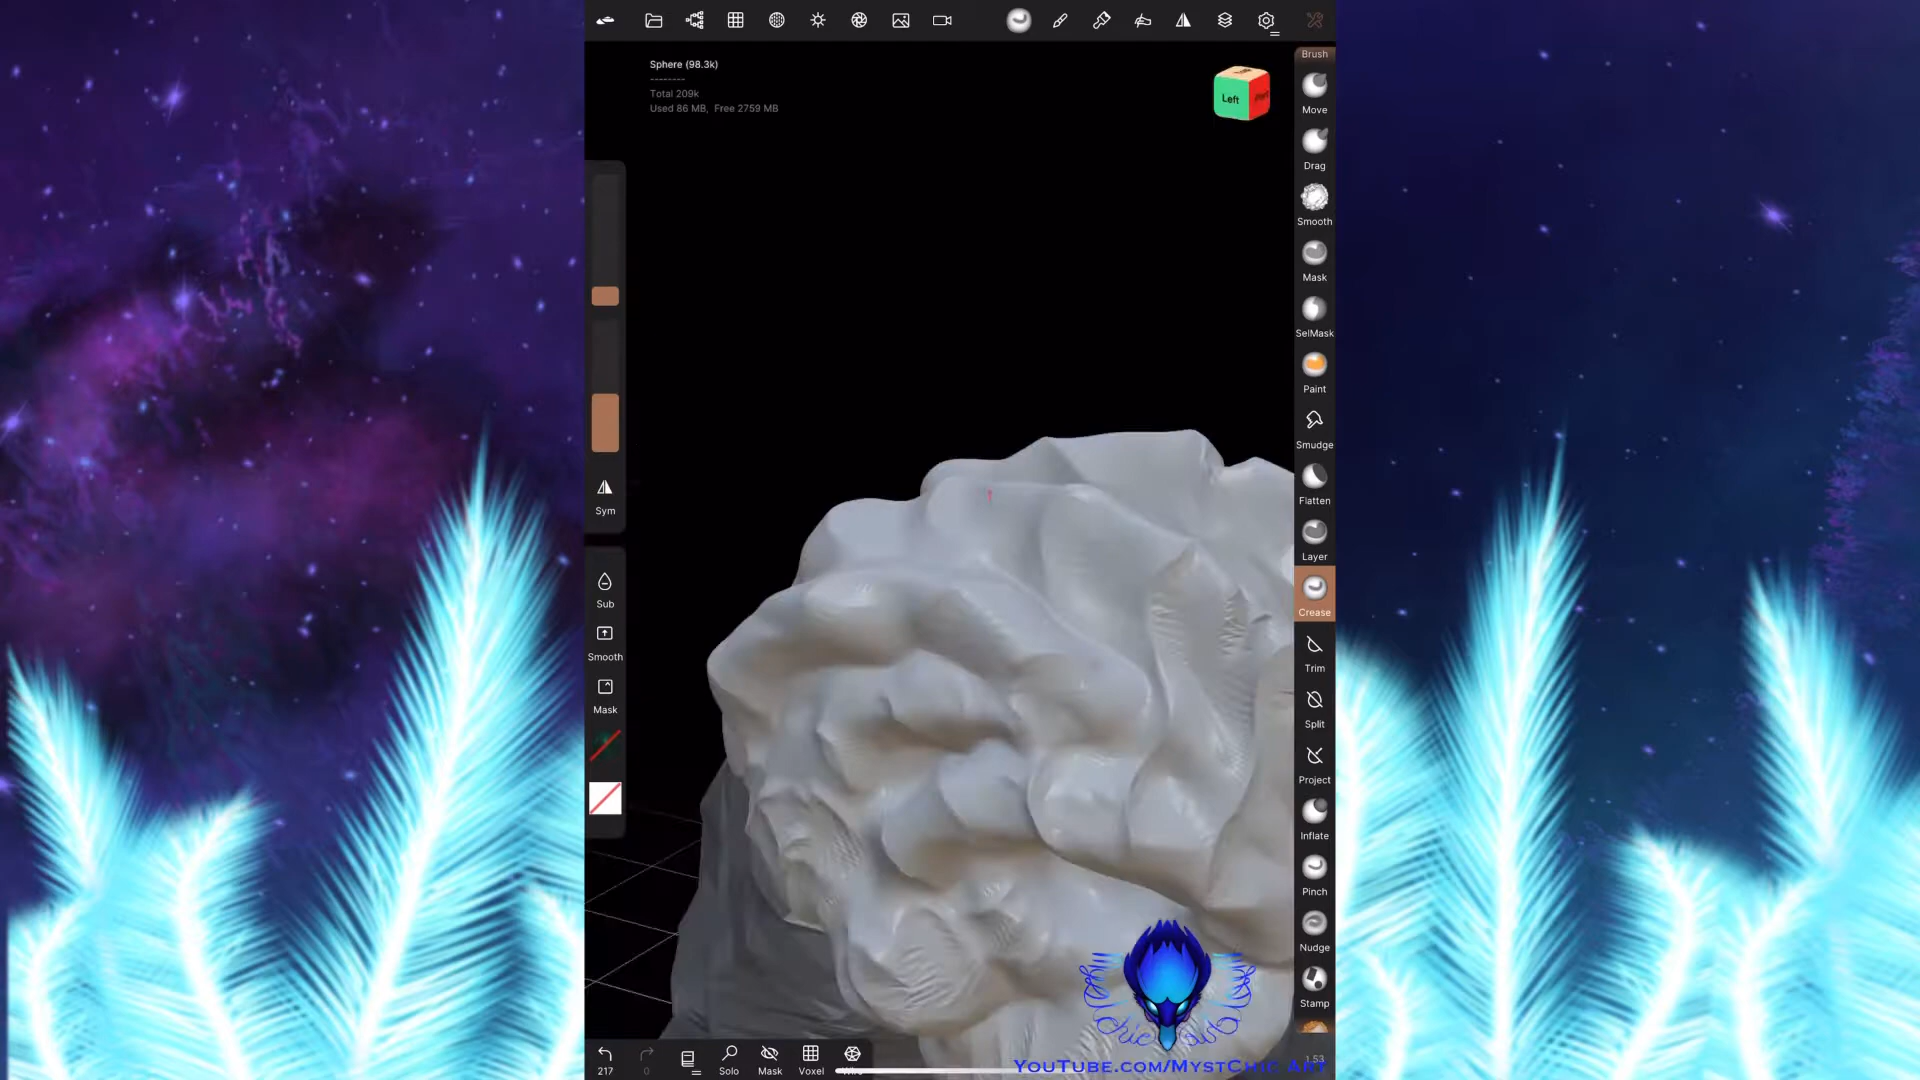 Sphere (98.3k)
--------
Total 209k
Used 86 MB, Free 2759 MB
Left
Brush
Move
Drag
Smooth
Mask
SelMask
Paint
Smudge
Flatten
Layer
Crease
Trim
Split
Project
Inflate
Pinch
Nudge
Stamp
1.53
Sym
Sub
Smooth
Mask
217
0
Solo
Mask
Voxel
YouTube.com/MystChic Art